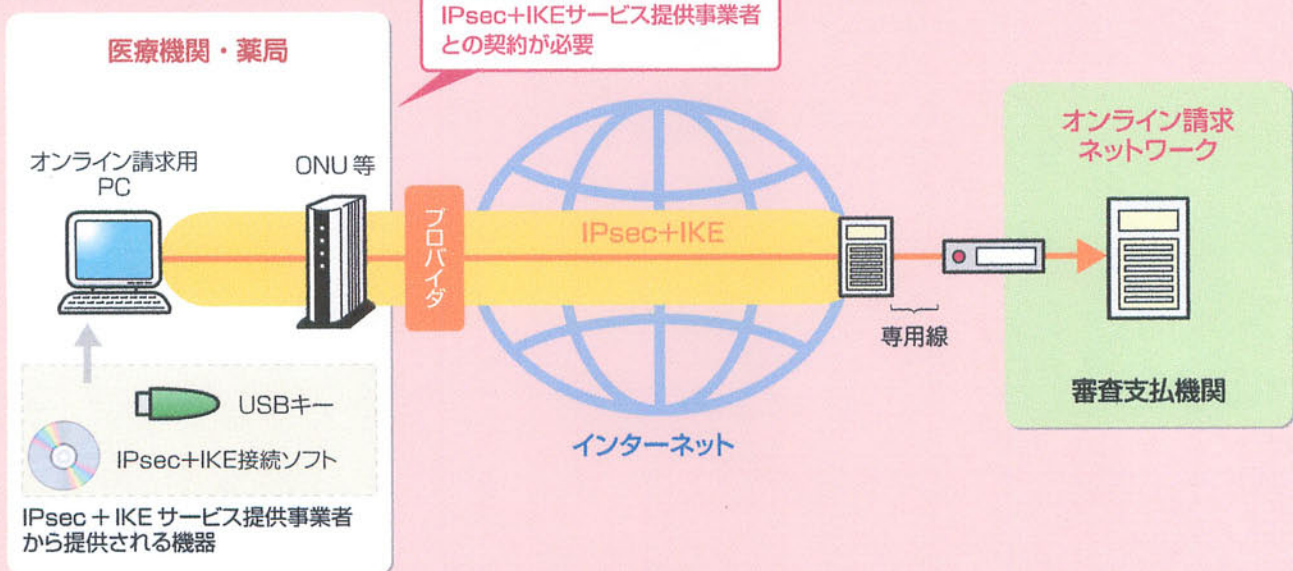 IPsec+IKEサービス提供事業者
との契約が必要
医療機関・薬局
オンライン請求用
PC
ONU 等
プロバイダ
IPsec+IKE
専用線
インターネット
オンライン請求
ネットワーク
審査支払機関
USBキー
IPsec+IKE接続ソフト
IPsec + IKE サービス提供事業者
から提供される機器